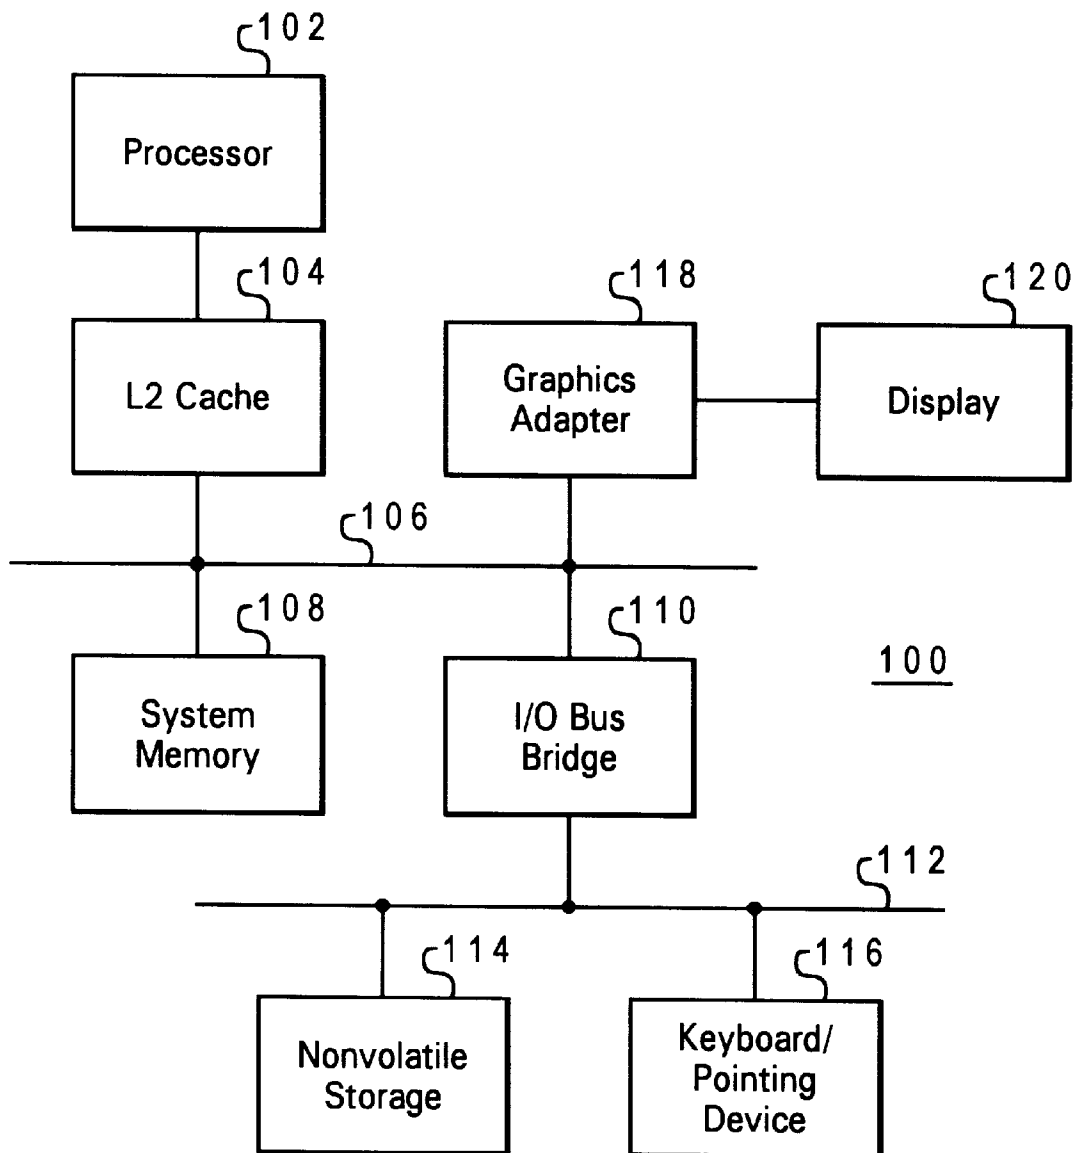 102
Processor
104
L2 Cache
118
Graphics
Adapter
120
Display
106
108
System
Memory
110
I/O Bus
Bridge
100
112
114
Nonvolatile
Storage
116
Keyboard/
Pointing
Device